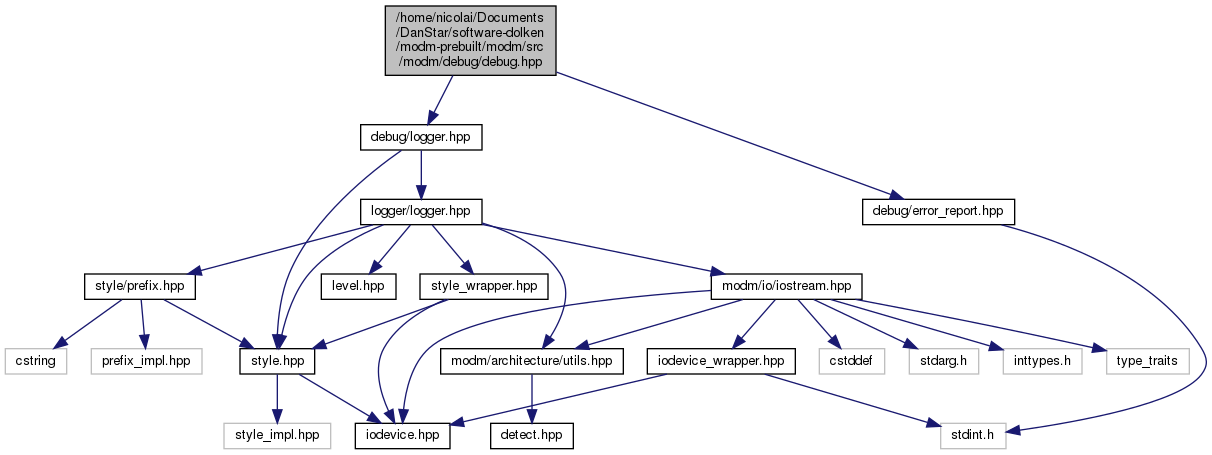 /home/nicolai/Documents
/DanStar/software-dolken
/modm-prebuilt/modm/src
/modm/debug/debug.hpp
debug/logger.hpp
logger/logger.hpp
debug/error_report.hpp
style/prefix.hpp
level.hpp
style_wrapper.hpp
modm/io/iostream.hpp
cstring
prefix_impl.hpp
style.hpp
modm/architecture/utils.hpp
iodevice_wrapper.hpp
cstddef
stdarg.h
inttypes.h
type_traits
style_impl.hpp
iodevice.hpp
detect.hpp
stdint.h